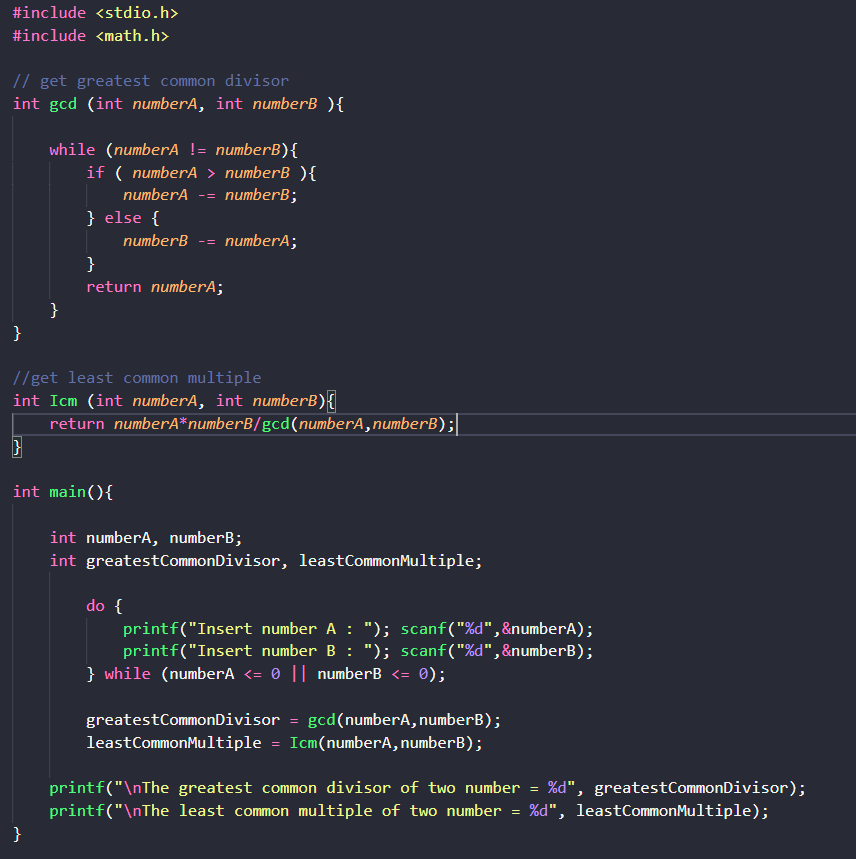 #include <stdio.h>
#include <math.h>
// get greatest common divisor
int gcd (int numberA, int numberB ){
while (numberA != numberB){
if ( numberA > numberB ){
numberA -= numberB;
} else {
numberB -= numberA;
}
return numberA;
}
}
//get least common multiple
int Icm (int numberA, int numberB){
return numberA*numberB/gcd(numberA,numberB);
}
int main(){
int numberA, numberB;
int greatestCommonDivisor, leastCommonMultiple;
do {
printf("Insert number A : "); scanf("%d",&numberA);
printf("Insert number B : "); scanf("%d",&numberB);
} while (numberA <= 0 || numberB <= 0);
greatestCommonDivisor = gcd(numberA,numberB);
leastCommonMultiple = Icm(numberA,numberB);
printf("\nThe greatest common divisor of two number = %d", greatestCommonDivisor);
printf("\nThe least common multiple of two number = %d", leastCommonMultiple);
}